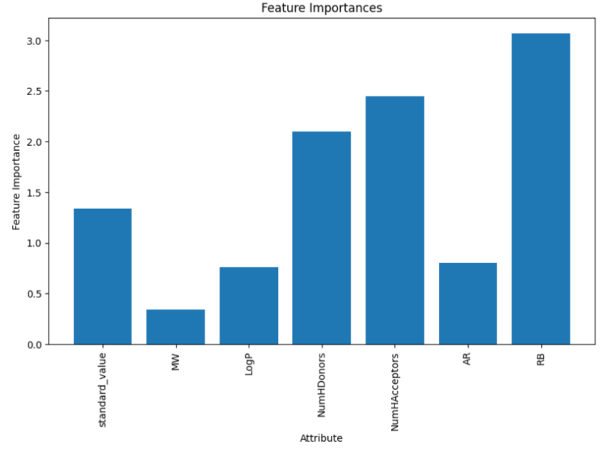 Feature Importances
Feature Importance
3.0
2.5
2.0
1.5
1.0
0.5
0.0
standard_value
MW
LogP
NumHDonors
NumHAcceptors
AR
RB
Attribute